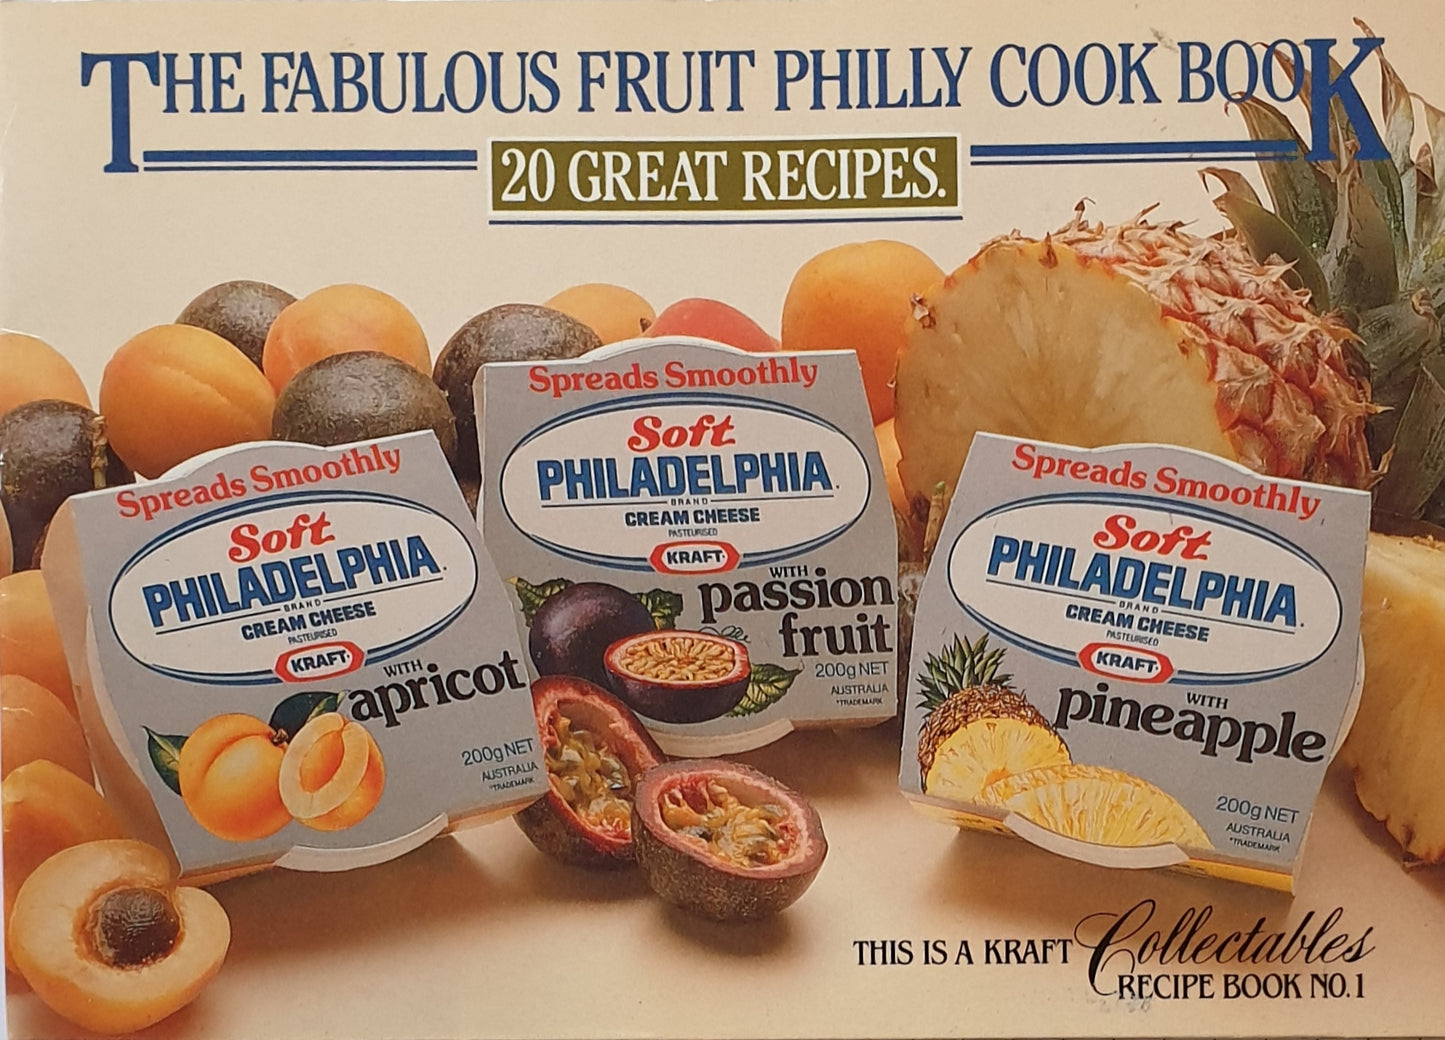 THE FABULOUS FRUIT PHILLY COOK BOOK
20 GREAT RECIPES.
Spreads Smoothly
Soft
PHILADELPHIA
BRAND
CREAM CHEESE
PASTEURISED
KRAFT
WITH
apricot
200g NET
AUSTRALIA
*TRADEMARK
Spreads Smoothly
Soft
PHILADELPHIA
BRAND
CREAM CHEESE
PASTEURISED
KRAFT
WITH
passion
fruit
200g NET
AUSTRALIA
*TRADEMARK
Spreads Smoothly
Soft
PHILADELPHIA
BRAND
CREAM CHEESE
PASTEURISED
KRAFT
WITH
pineapple
200g NET
AUSTRALIA
*TRADEMARK
THIS IS A KRAFT Collectables
RECIPE BOOK NO.1